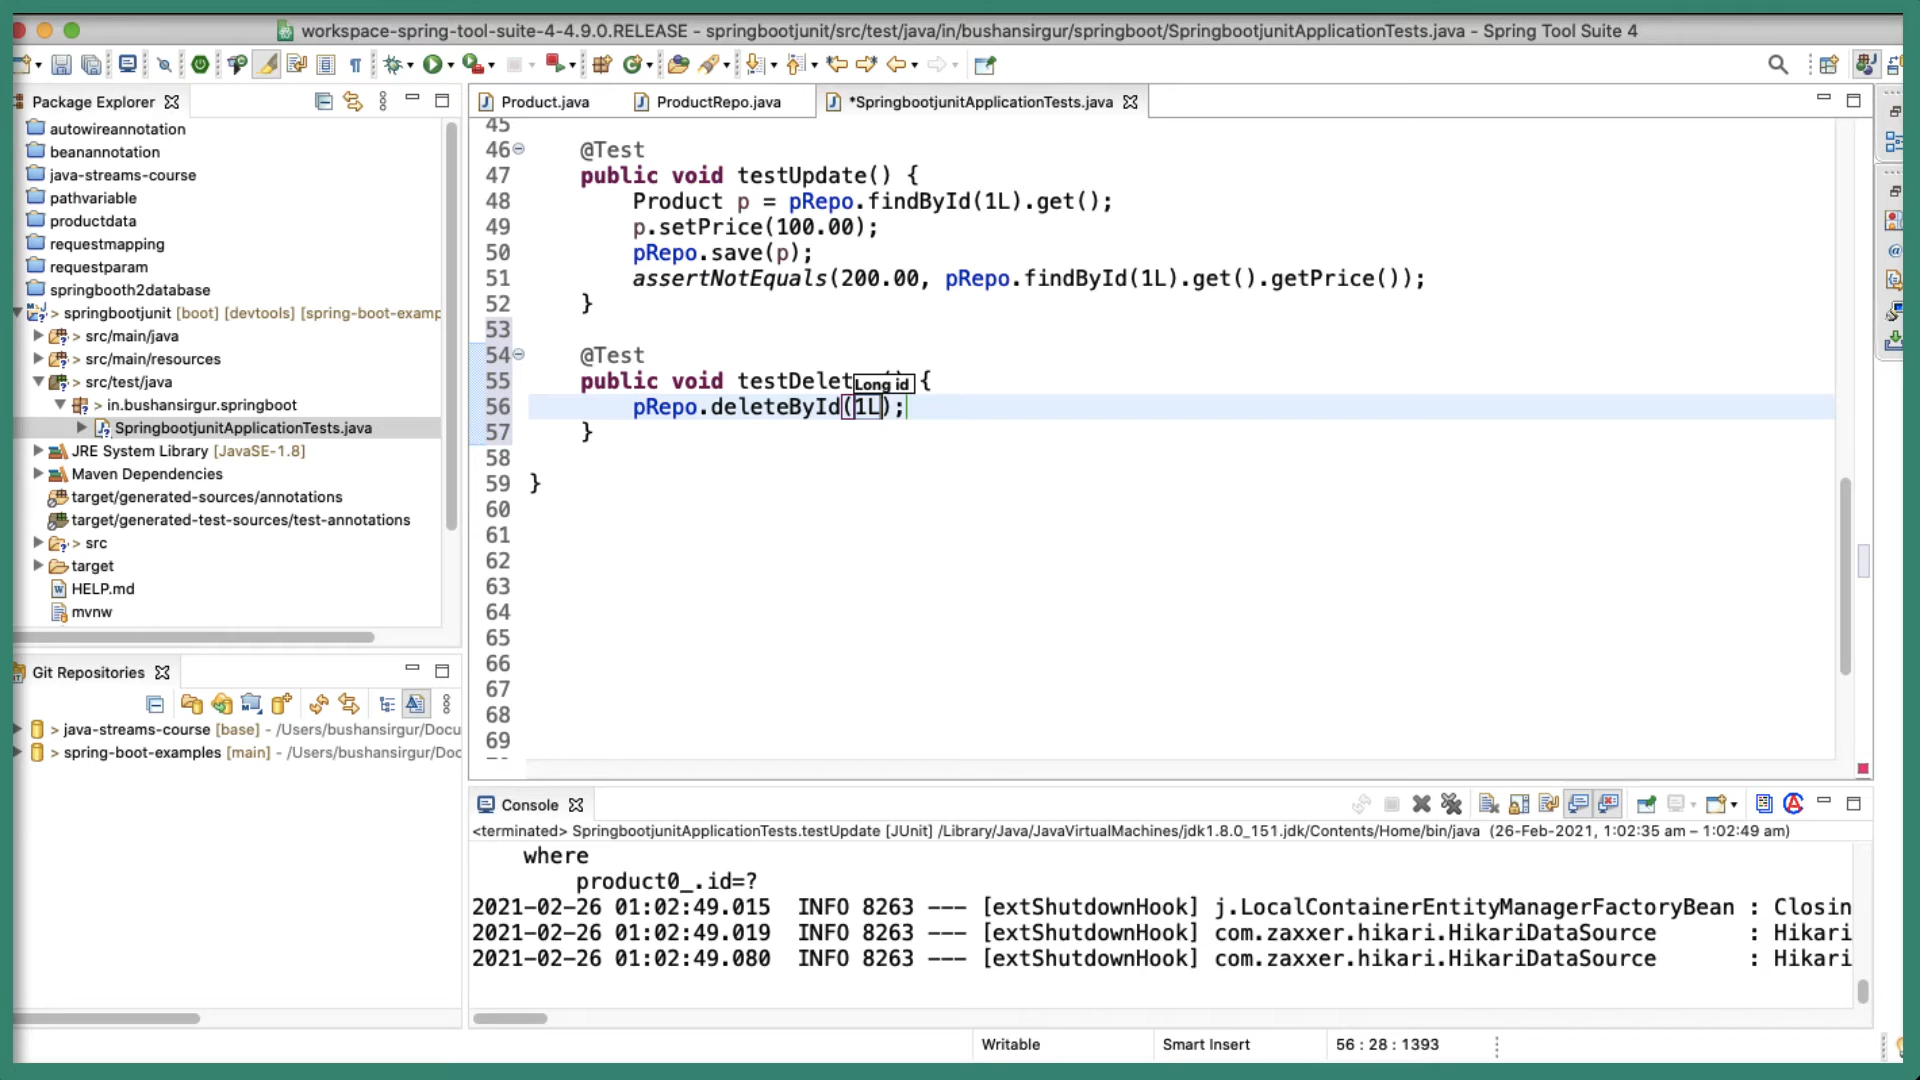 workspace-spring-tool-suite-4-4.9.0.RELEASE - springbootjunit/src/test/java/in/bushansirgur/springboot/SpringbootjunitApplicationTests.java - Spring Tool Suite 4
Package Explorer
autowireannotation
beanannotation
java-streams-course
pathvariable
productdata
requestmapping
requestparam
springbooth2database
> springbootjunit [boot] [devtools] [spring-boot-examp
> src/main/java
> src/main/resources
> src/test/java
> in.bushansirgur.springboot
SpringbootjunitApplicationTests.java
JRE System Library [JavaSE-1.8]
Maven Dependencies
target/generated-sources/annotations
target/generated-test-sources/test-annotations
> src
target
HELP.md
mvnw
Git Repositories
> java-streams-course [base] - /Users/bushansirgur/Docu
> spring-boot-examples [main] - /Users/bushansirgur/Doc
Product.java
ProductRepo.java
*SpringbootjunitApplicationTests.java
45
46 @Test
47 public void testUpdate() {
48 Product p = pRepo.findById(1L).get();
49 p.setPrice(100.00);
50 pRepo.save(p);
51 assertNotEquals(200.00, pRepo.findById(1L).get().getPrice());
52 }
53
54 @Test
55 public void testDelet {
Long id
56 pRepo.deleteById(1L);
57 }
58
59 }
60
61
62
63
64
65
66
67
68
69
Console
<terminated> SpringbootjunitApplicationTests.testUpdate [JUnit] /Library/Java/JavaVirtualMachines/jdk1.8.0_151.jdk/Contents/Home/bin/java (26-Feb-2021, 1:02:35 am – 1:02:49 am)
where
product0_.id=?
2021-02-26 01:02:49.015 INFO 8263 --- [extShutdownHook] j.LocalContainerEntityManagerFactoryBean : Closin
2021-02-26 01:02:49.019 INFO 8263 --- [extShutdownHook] com.zaxxer.hikari.HikariDataSource : Hikari
2021-02-26 01:02:49.080 INFO 8263 --- [extShutdownHook] com.zaxxer.hikari.HikariDataSource : Hikari
Writable
Smart Insert
56 : 28 : 1393